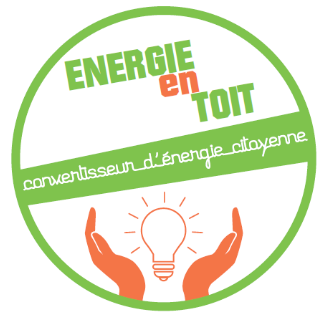 ENERGIE
en
TOIT
convertisseur d'énergie citoyenne